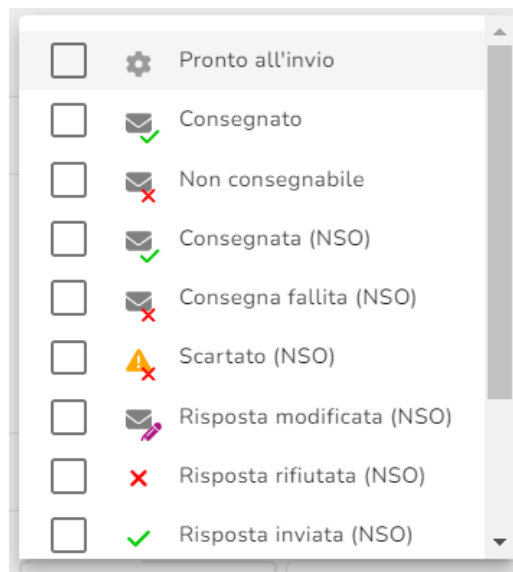 Pronto all'invio
Consegnato
Non consegnabile
Consegnata (NSO)
Consegna fallita (NSO)
Scartato (NSO)
Risposta modificata (NSO)
Risposta rifiutata (NSO)
Risposta inviata (NSO)